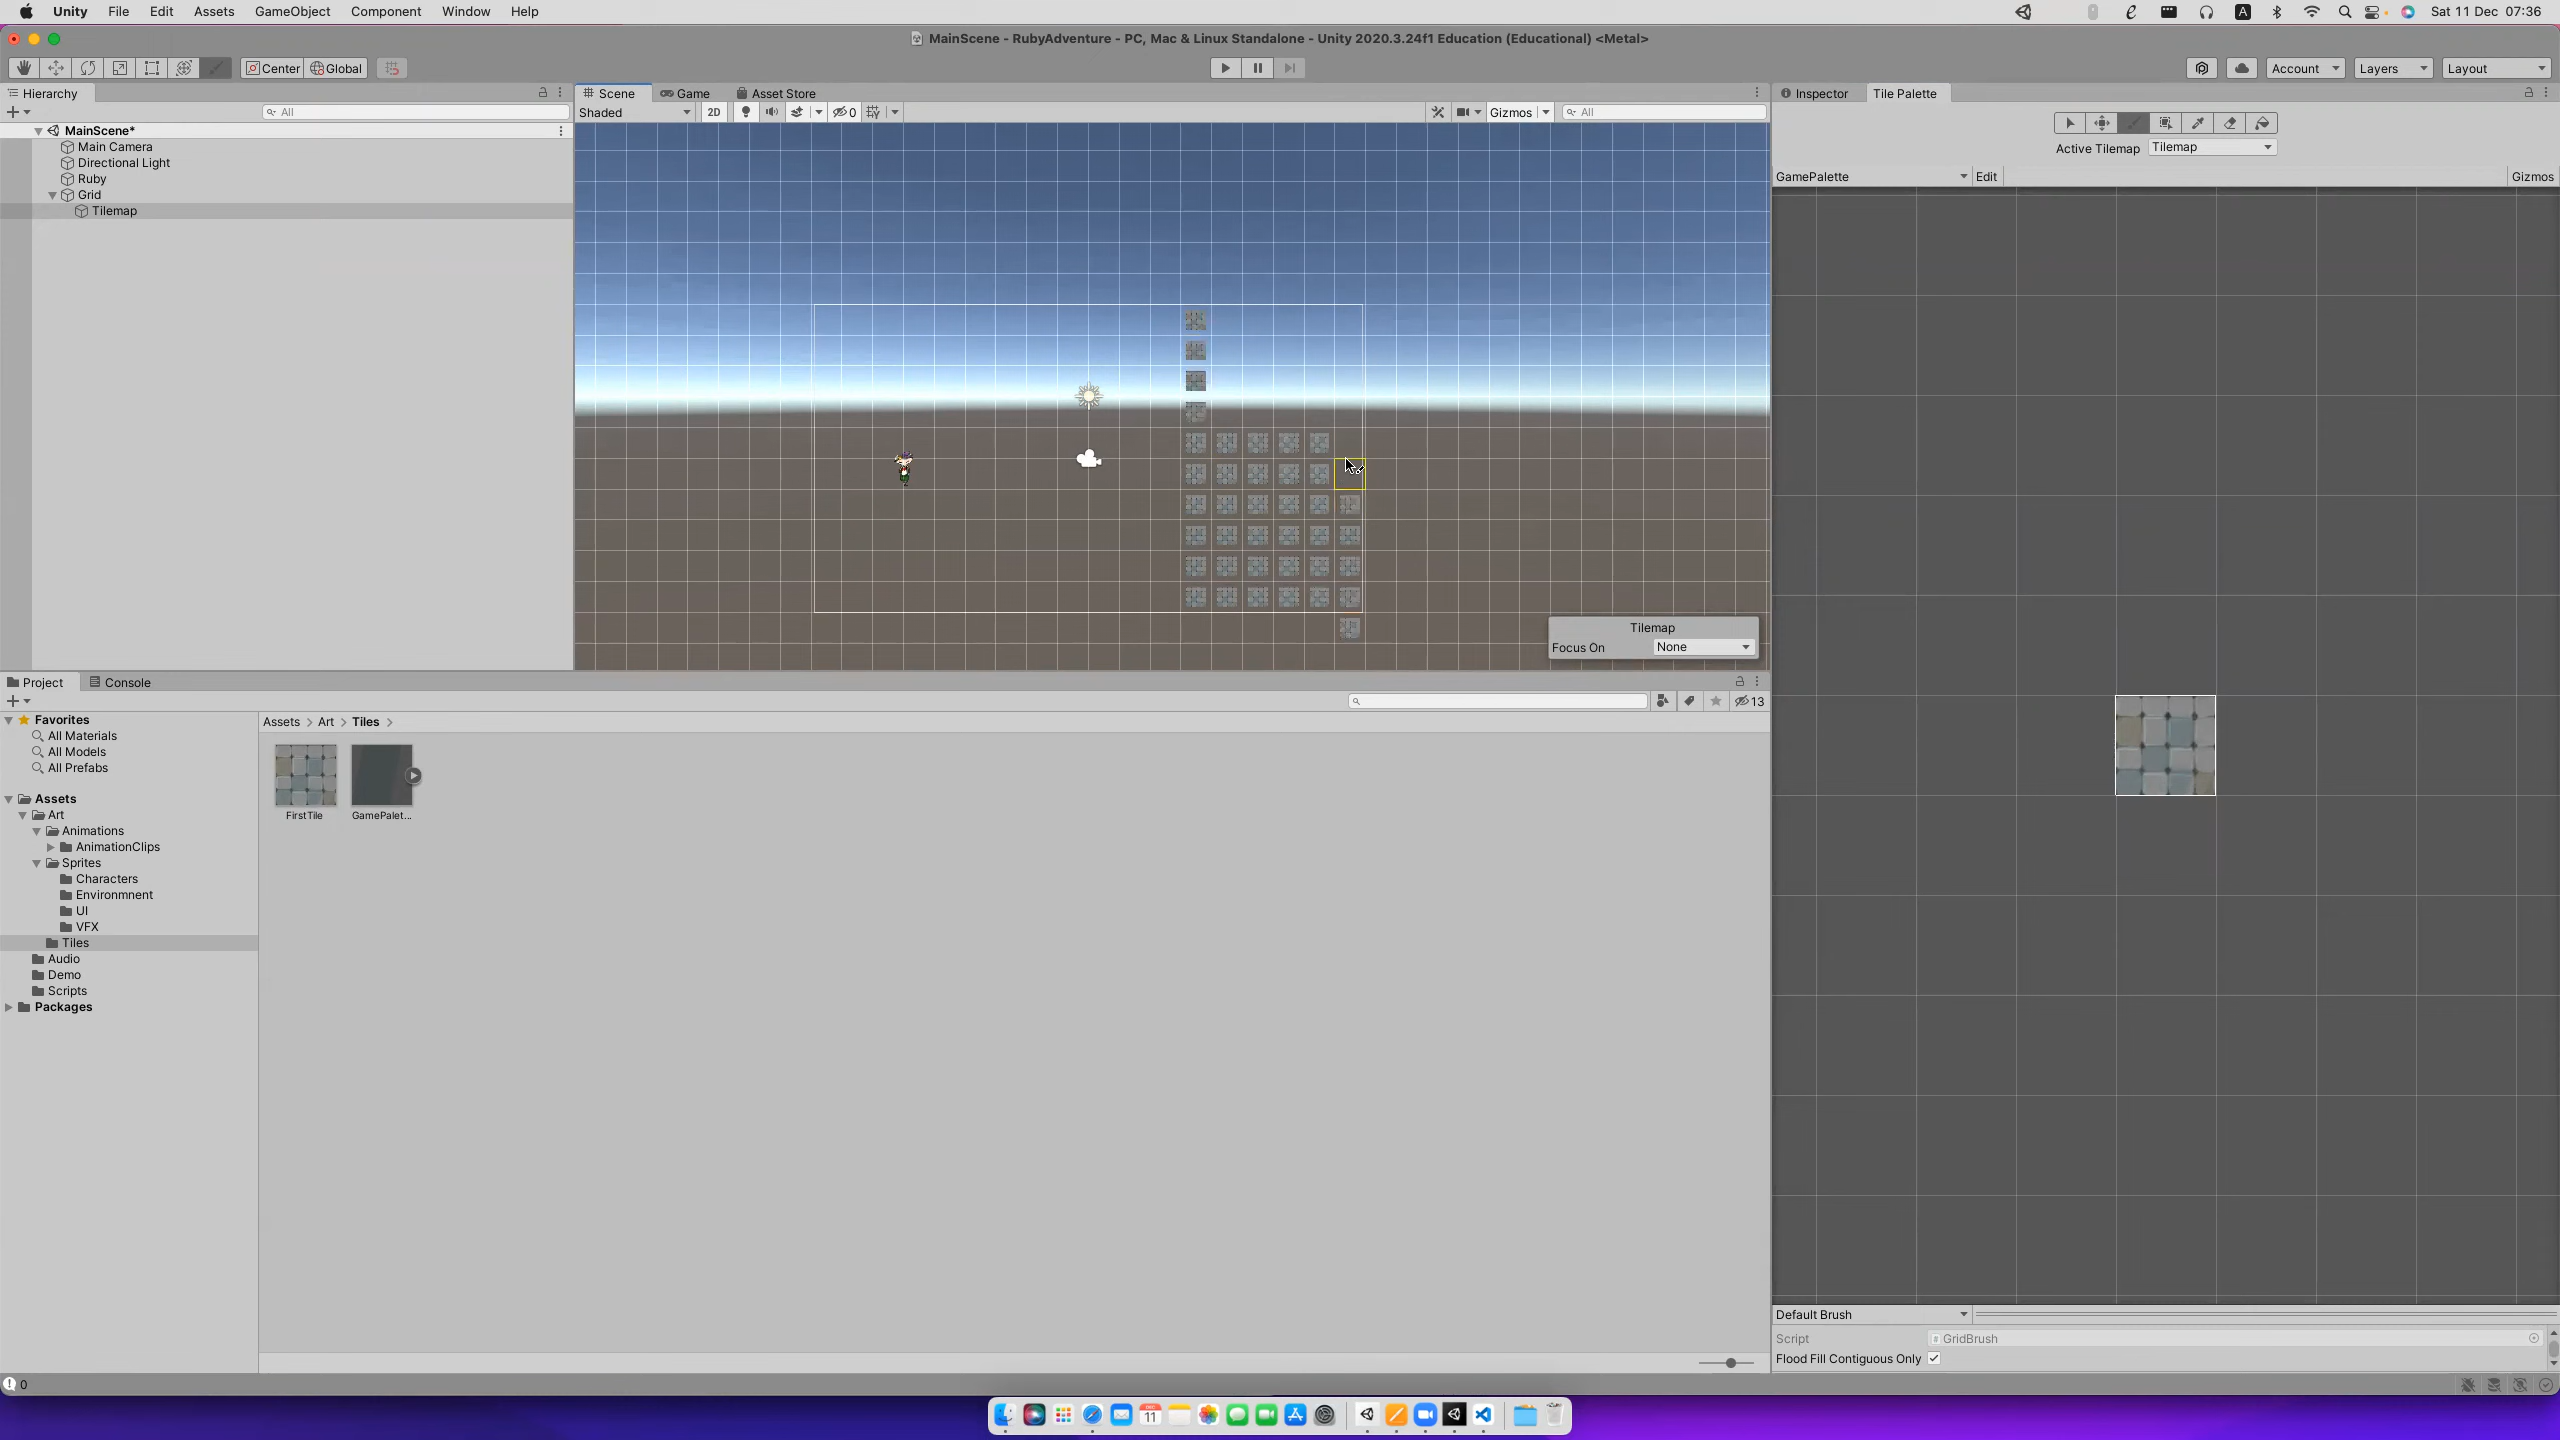 Unity File Edit Assets GameObject Component Window Help
A Sat 11 Dec 07:36
MainScene - RubyAdventure - PC, Mac & Linux Standalone - Unity 2020.3.24f1 Education (Educational) <Metal>
Center Global
Account Layers Layout
Hierarchy
All
MainScene*
Main Camera
Directional Light
Ruby
Grid
Tilemap
Scene Game Asset Store
Shaded 2D 0 Gizmos All
Tilemap
Focus On None
Inspector Tile Palette
Active Tilemap Tilemap
GamePalette Edit Gizmos
Default Brush
Script GridBrush
Flood Fill Contiguous Only
Project Console
13
Favorites
All Materials
All Models
All Prefabs
Assets
Art
Animations
AnimationClips
Sprites
Characters
Environmnent
UI
VFX
Tiles
Audio
Demo
Scripts
Packages
Assets > Art > Tiles >
FirstTile GamePalet...
0
DEC
11